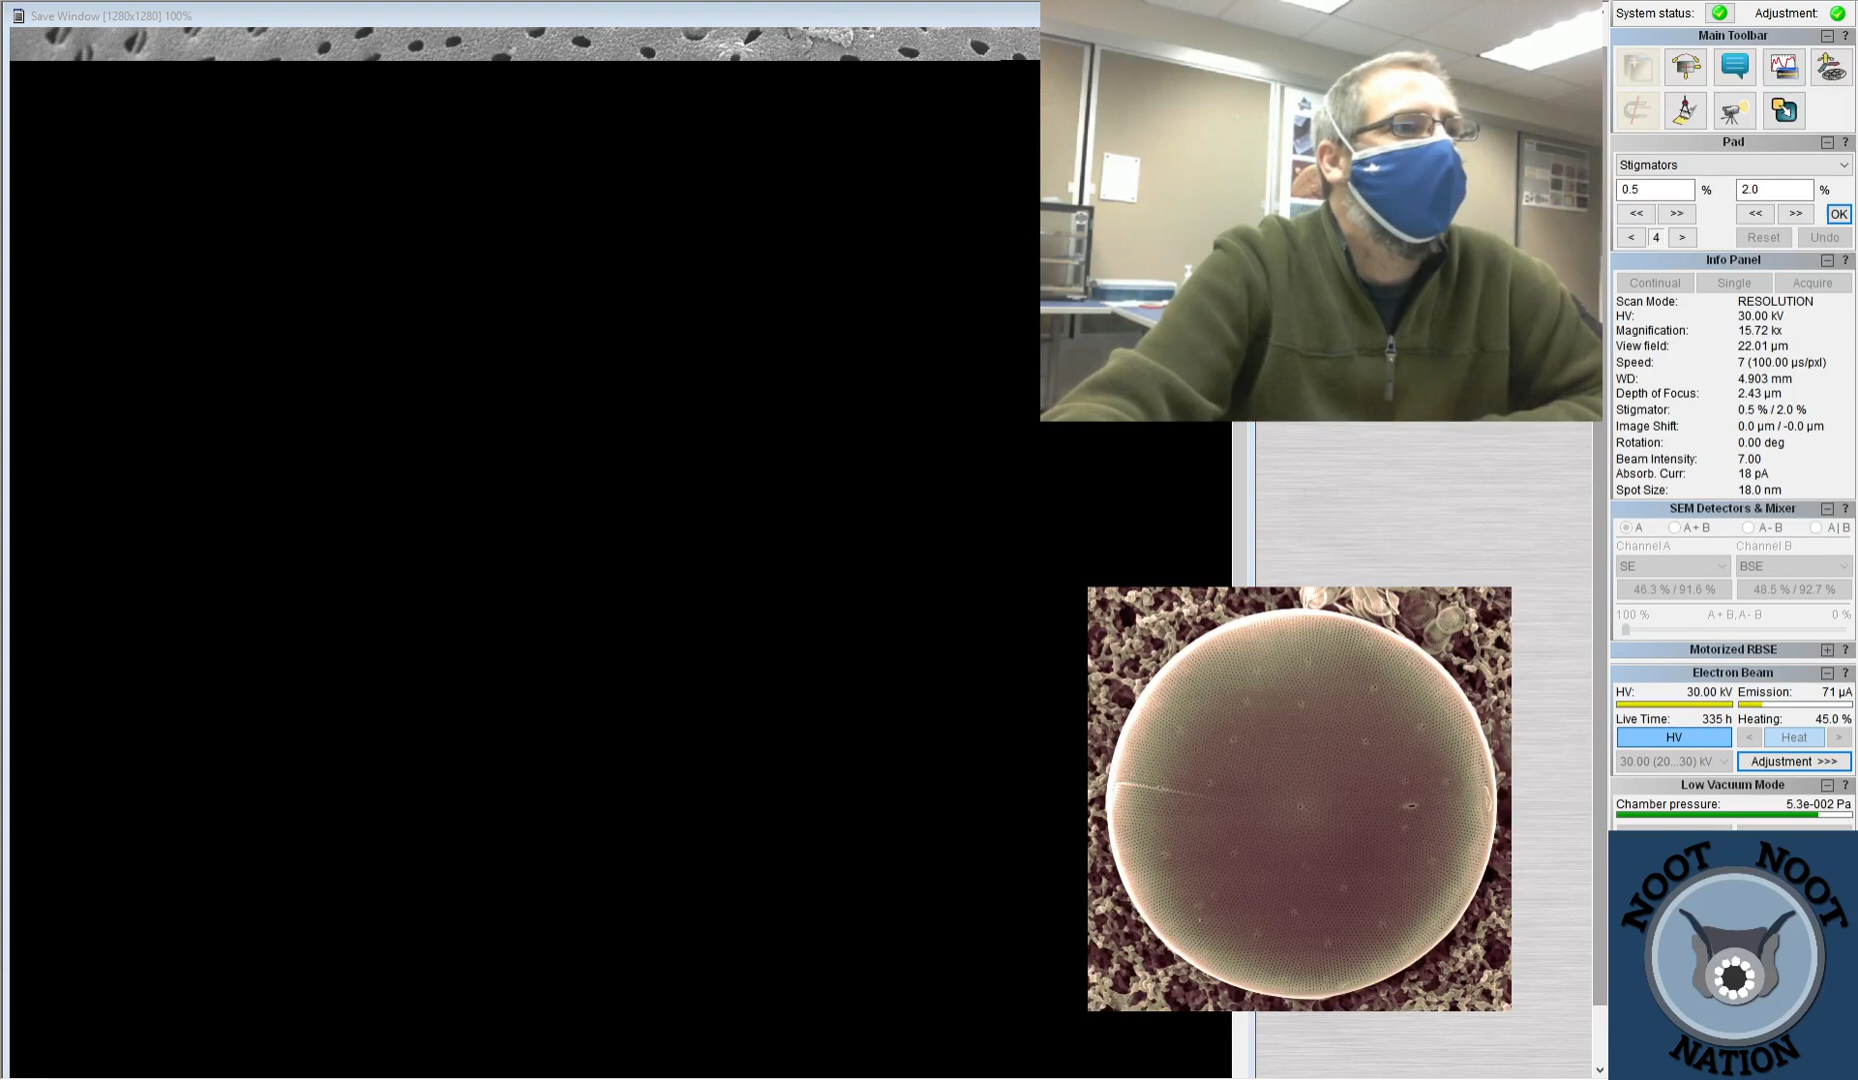 Save Window [1280x1280] 100%
System status: Adjustment:
Main Toolbar
?
Pad
?
Stigmators
0.5 % 2.0 %
<< >> << >> OK
< 4 > Reset Undo
Info Panel
?
Continual Single Acquire
Scan Mode: RESOLUTION
HV: 30.00 kV
Magnification: 15.72 kx
View field: 22.01 µm
Speed: 7 (100.00 µs/pxl)
WD: 4.903 mm
Depth of Focus: 2.43 µm
Stigmator: 0.5 % / 2.0 %
Image Shift: 0.0 µm / -0.0 µm
Rotation: 0.00 deg
Beam Intensity: 7.00
Absorb. Curr: 18 pA
Spot Size: 18.0 nm
SEM Detectors & Mixer
?
A A + B A - B A | B
Channel A Channel B
SE BSE
46.3 % / 91.6 % 48.5 % / 92.7 %
100 % A + B, A - B 0 %
Motorized RBSE
?
Electron Beam
?
HV: 30.00 kV Emission: 71 µA
Live Time: 335 h Heating: 45.0 %
HV < Heat >
30.00 (20...30) kV Adjustment >>>
Low Vacuum Mode
?
Chamber pressure: 5.3e-002 Pa
NOOT NOOT
NATION